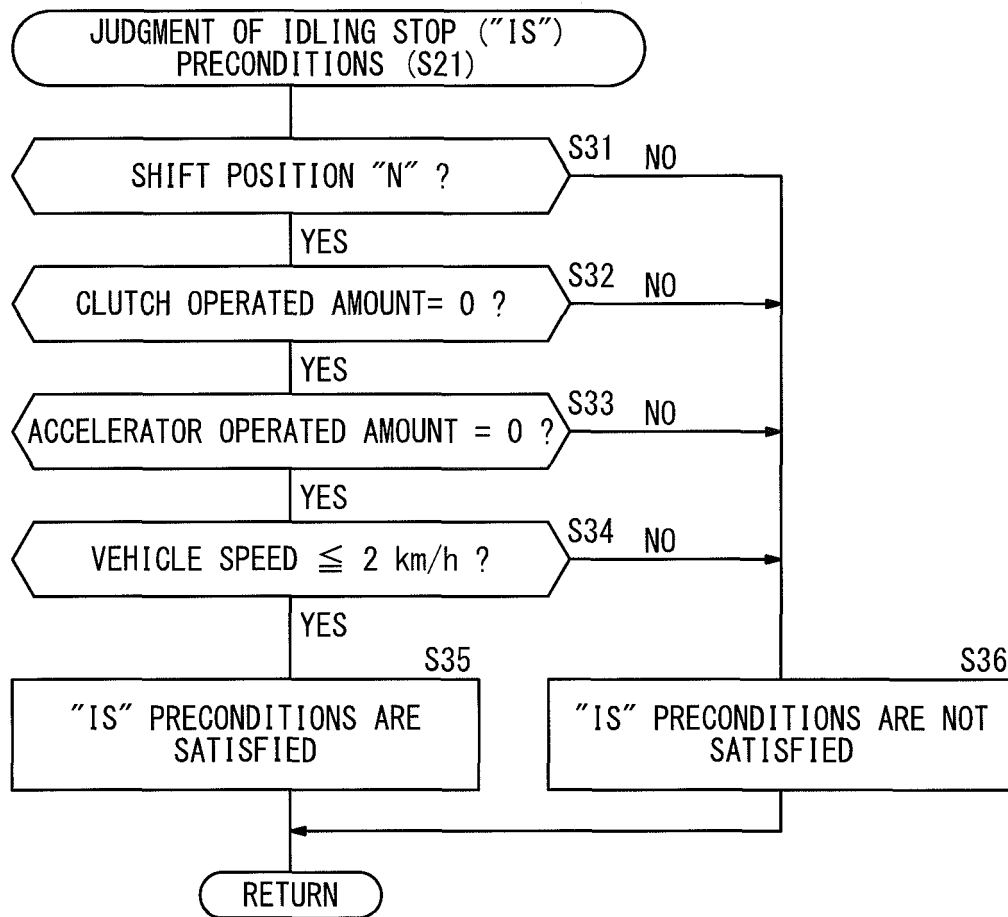 JUDGMENT OF IDLING STOP ("IS")
PRECONDITIONS (S21)
S31
NO
SHIFT POSITION "N" ?
YES
S32
NO
CLUTCH OPERATED AMOUNT= 0 ?
YES
S33
NO
ACCELERATOR OPERATED AMOUNT = 0 ?
YES
S34
NO
VEHICLE SPEED ≦ 2 km/h ?
YES
S35
"IS" PRECONDITIONS ARE
SATISFIED
S36
"IS" PRECONDITIONS ARE NOT
SATISFIED
RETURN